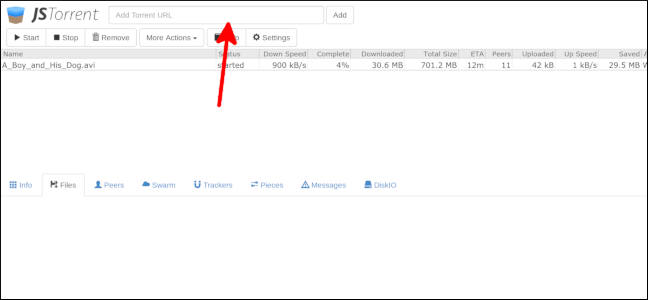 JSTorrent Add Torrent URL Add
Start Stop Remove More Actions Settings
Name Status Down Speed Complete Downloaded Total Size ETA Peers Uploaded Up Speed Saved
A_Boy_and_His_Dog.avi started 900 kB/s 4% 30.6 MB 701.2 MB 12m 11 42 kB 1 kB/s 29.5 MB
Info Files Peers Swarm Trackers Pieces Messages DiskIO